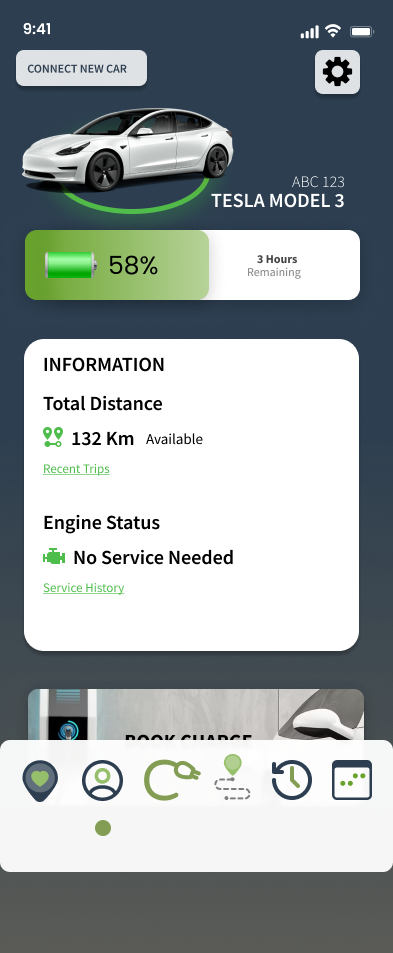 9:41
CONNECT NEW CAR
ABC 123
TESLA MODEL 3
58%
3 Hours
Remaining
INFORMATION
Total Distance
132 Km Available
Recent Trips
Engine Status
No Service Needed
Service History
BOOK CHARGE